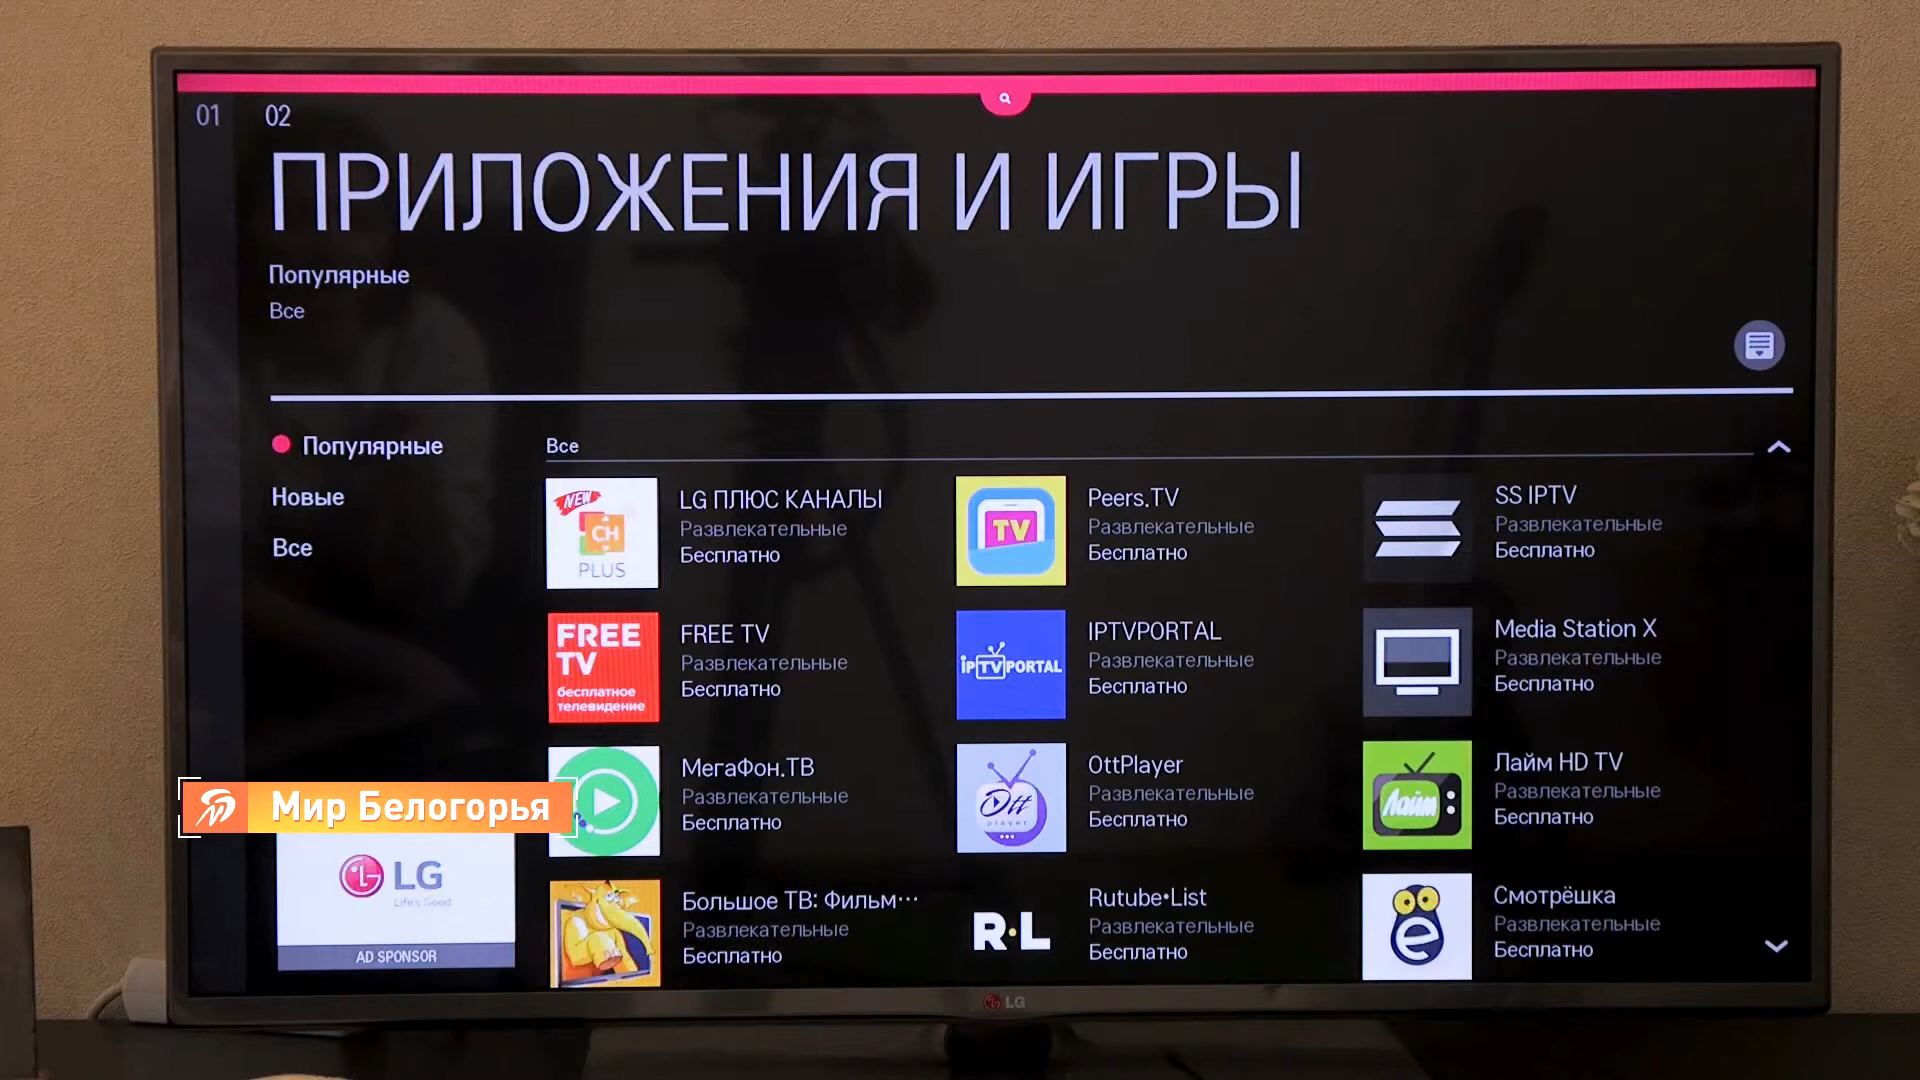 01 02
ПРИЛОЖЕНИЯ И ИГРЫ
Популярные
Все
Популярные
Новые
Все
Все
NEW
CH
PLUS
LG ПЛЮС КАНАЛЫ
Развлекательные
Бесплатно
TV
Peers.TV
Развлекательные
Бесплатно
SS IPTV
Развлекательные
Бесплатно
FREE
TV
бесплатное
телевидение
FREE TV
Развлекательные
Бесплатно
ipTVPORTAL
IPTVPORTAL
Развлекательные
Бесплатно
Media Station X
Развлекательные
Бесплатно
МегаФон.ТВ
Развлекательные
Бесплатно
Ott
player
OttPlayer
Развлекательные
Бесплатно
Лайм
Лайм HD TV
Развлекательные
Бесплатно
Большое ТВ: Фильм···
Развлекательные
Бесплатно
R·L
Rutube•List
Развлекательные
Бесплатно
Смотрёшка
Развлекательные
Бесплатно
Мир Белогорья
LG
Life's Good
AD SPONSOR
LG